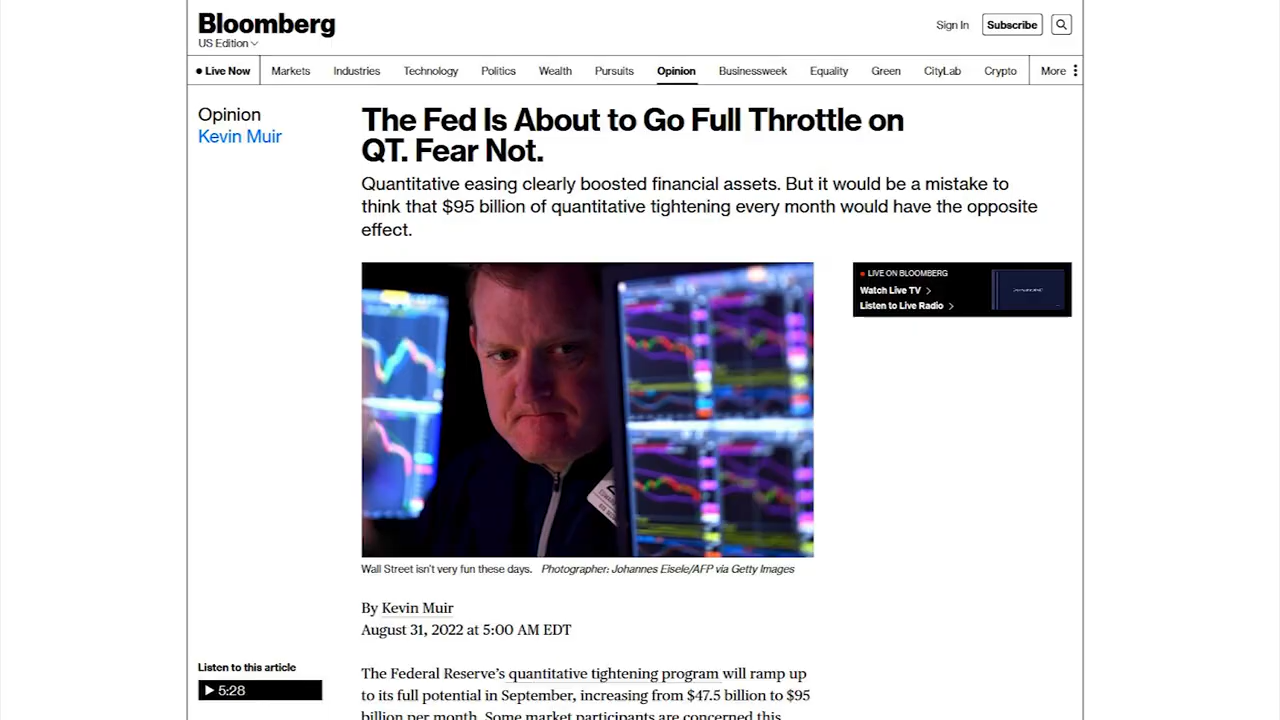 Bloomberg
US Edition
Sign In
Subscribe
Live Now
Markets
Industries
Technology
Politics
Wealth
Pursuits
Opinion
Businessweek
Equality
Green
CityLab
Crypto
More
Opinion
Kevin Muir
The Fed Is About to Go Full Throttle on
QT. Fear Not.
Quantitative easing clearly boosted financial assets. But it would be a mistake to
think that $95 billion of quantitative tightening every month would have the opposite
effect.
LIVE ON BLOOMBERG
Watch Live TV
Listen to Live Radio
Wall Street isn't very fun these days. Photographer: Johannes Eisele/AFP via Getty Images
By Kevin Muir
August 31, 2022 at 5:00 AM EDT
Listen to this article
5:28
The Federal Reserve's quantitative tightening program will ramp up
to its full potential in September, increasing from $47.5 billion to $95
billion per month. Some market participants are concerned this